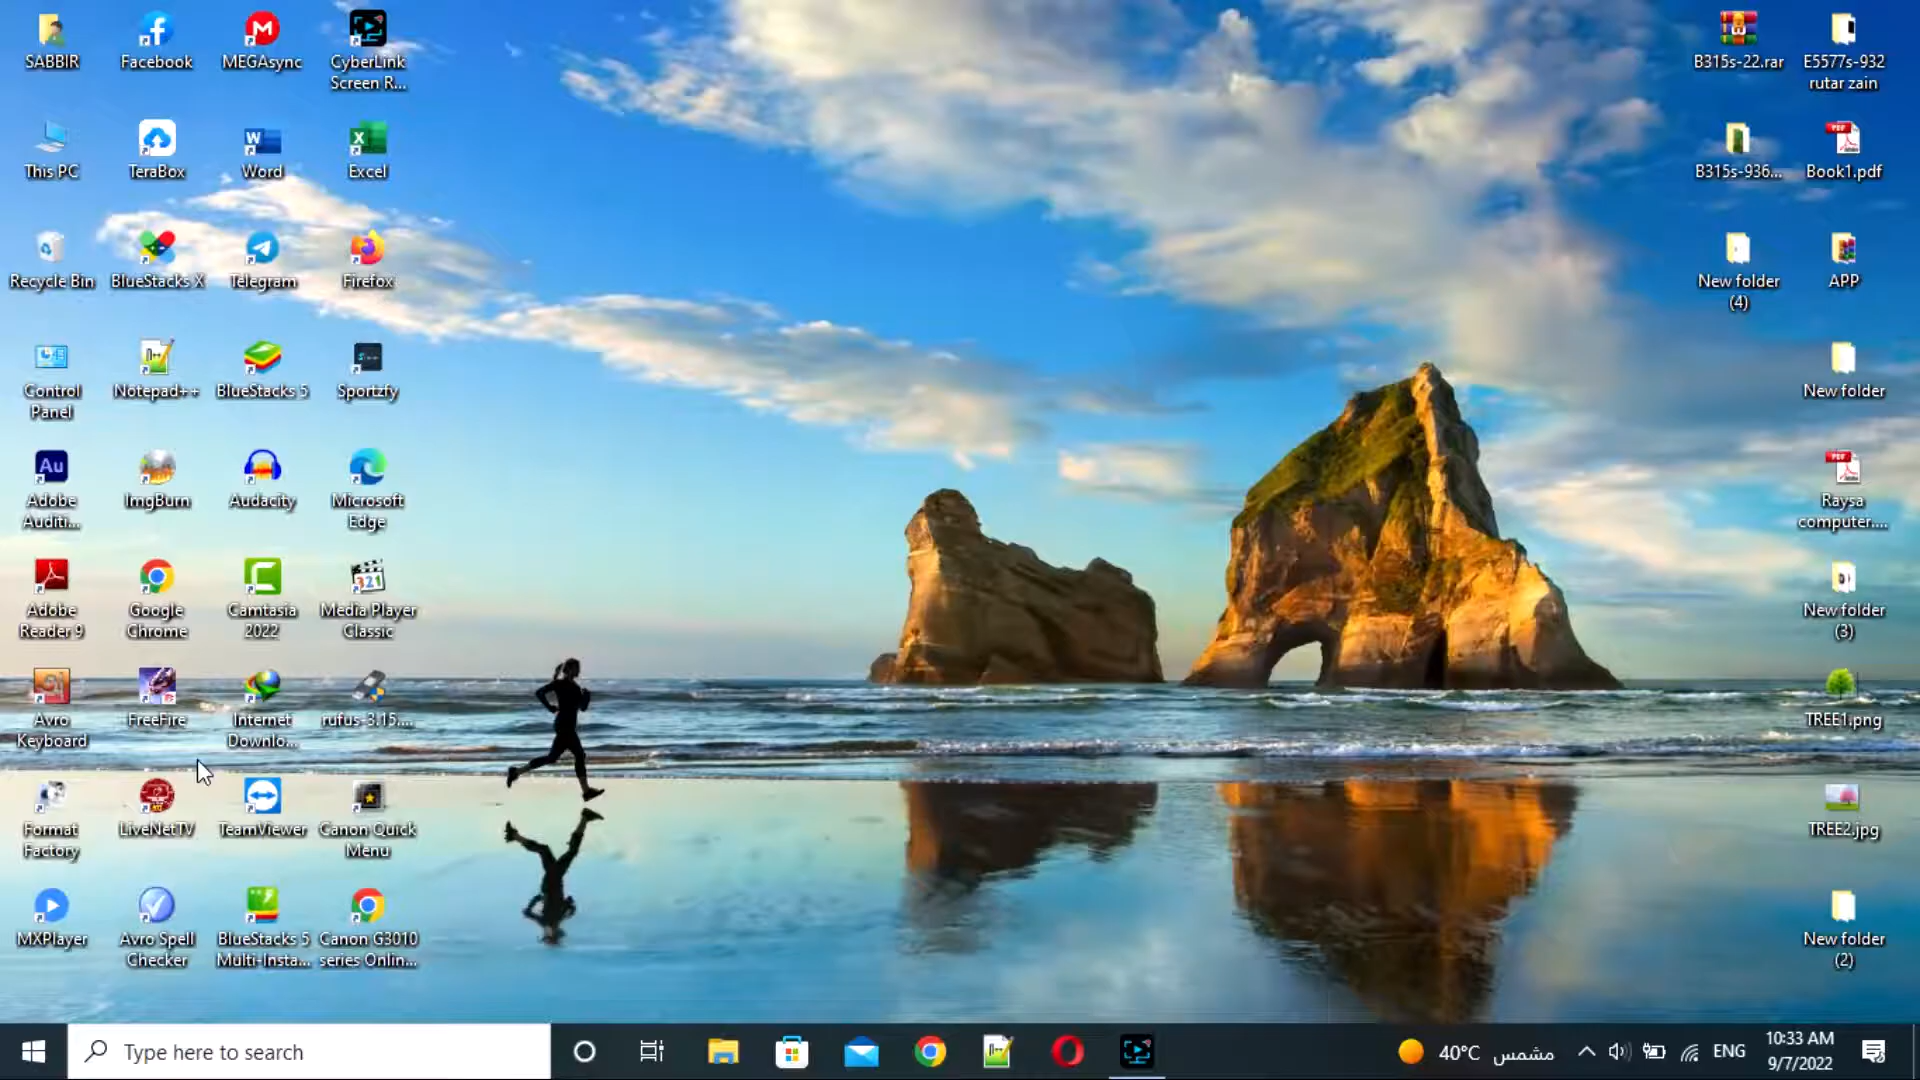 SABBIR
Facebook
MEGAsync
CyberLink
Screen R...
This PC
TeraBox
Word
Excel
Recycle Bin
BlueStacks X
Telegram
Firefox
Control
Panel
Notepad++
BlueStacks 5
Sportzfy
Adobe
Auditi...
ImgBurn
Audacity
Microsoft
Edge
Adobe
Reader 9
Google
Chrome
Camtasia
2022
Media Player
Classic
Avro
Keyboard
FreeFire
Internet
Downlo...
rufus-3.15....
Format
Factory
LiveNetTV
TeamViewer
Canon Quick
Menu
MXPlayer
Avro Spell
Checker
BlueStacks 5
Multi-Insta...
Canon G3010
series Onlin...
B315s-22.rar
E5577s-932
rutar zain
B315s-936...
Book1.pdf
New folder
(4)
APP
New folder
Raysa
computer....
New folder
(3)
TREE1.png
TREE2.jpg
New folder
(2)
Type here to search
40°C مشمس
ENG
10:33 AM
9/7/2022